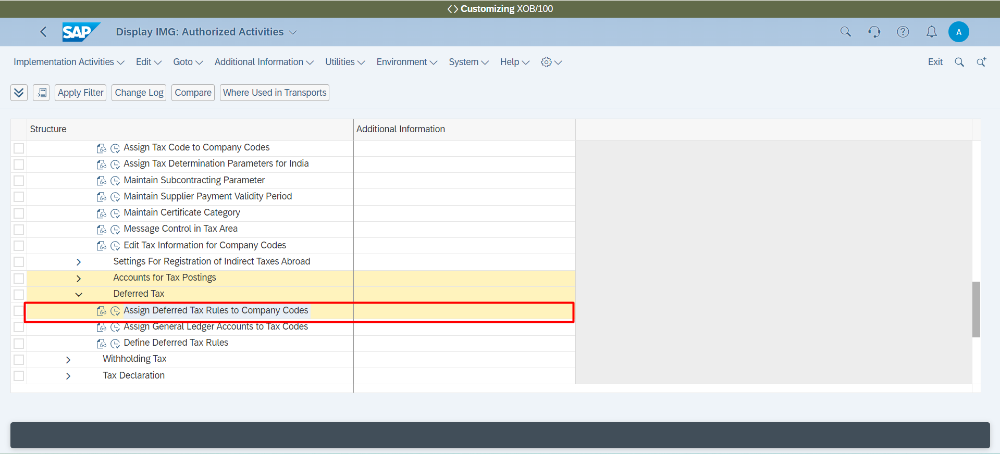 Customizing XOB/100
SAP Display IMG: Authorized Activities A
Implementation Activities Edit Goto Additional Information Utilities Environment System Help Exit
Apply Filter Change Log Compare Where Used in Transports
Structure Additional Information
Assign Tax Code to Company Codes
Assign Tax Determination Parameters for India
Maintain Subcontracting Parameter
Maintain Supplier Payment Validity Period
Maintain Certificate Category
Message Control in Tax Area
Edit Tax Information for Company Codes
Settings For Registration of Indirect Taxes Abroad
Accounts for Tax Postings
Deferred Tax
Assign Deferred Tax Rules to Company Codes
Assign General Ledger Accounts to Tax Codes
Define Deferred Tax Rules
Withholding Tax
Tax Declaration